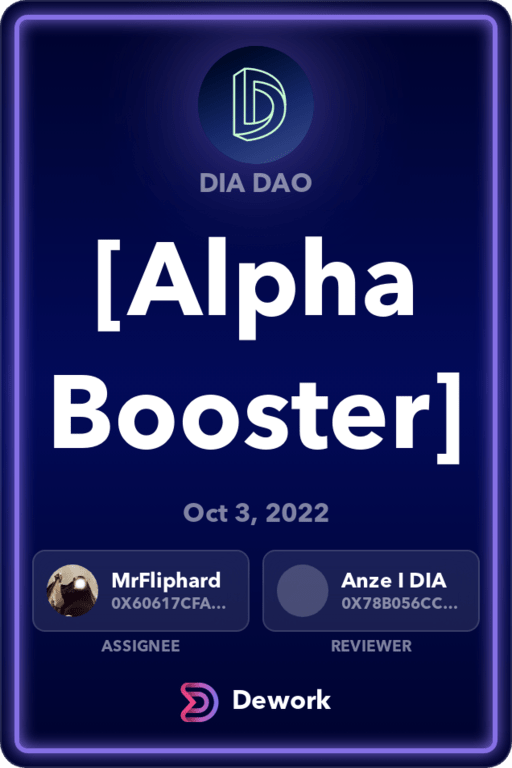 DIA DAO
[Alpha
Booster]
Oct 3, 2022
MrFliphard
0X60617CFA...
ASSIGNEE
Anze I DIA
0X78B056CC...
REVIEWER
Dework